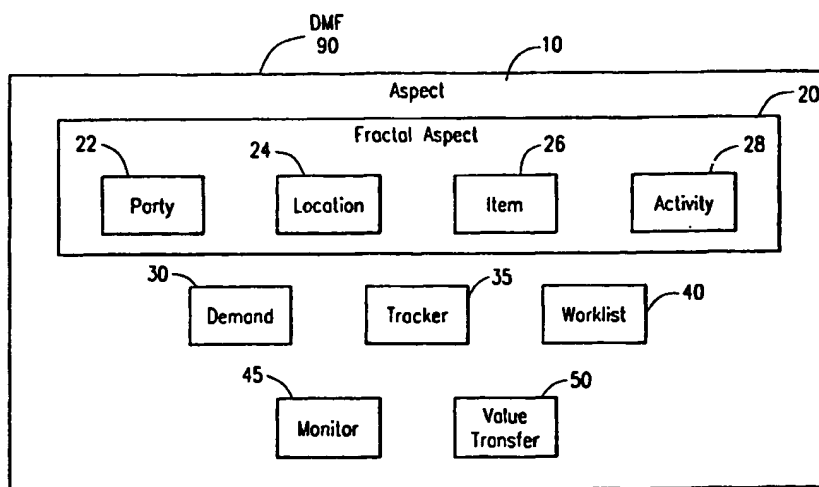 DMF
90
10
Aspect
20
Fractal Aspect
22
24
26
28
Party
Location
Item
Activity
30
35
40
Demand
Tracker
Worklist
45
50
Monitor
Value
Transfer